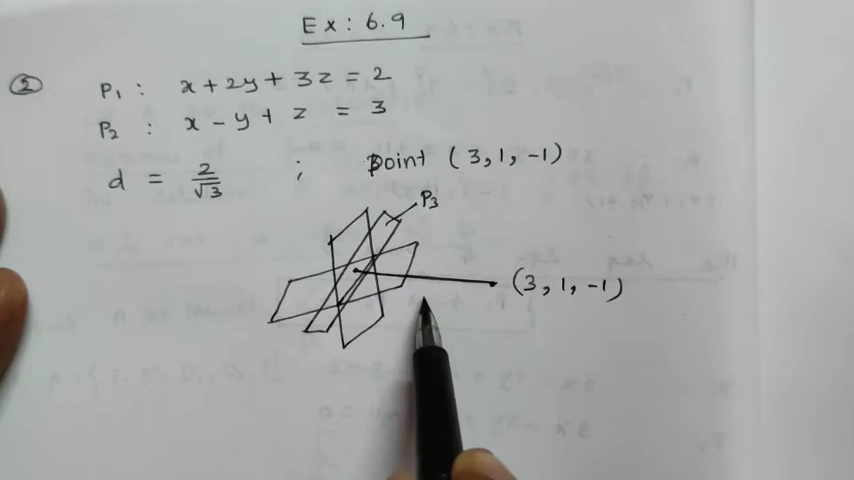 Ex: 6.9
② P₁ : x + 2y + 3z = 2
P₂ : x - y + z = 3
d = 2/√3 ; point (3, 1, -1)
P₃
(3, 1, -1)